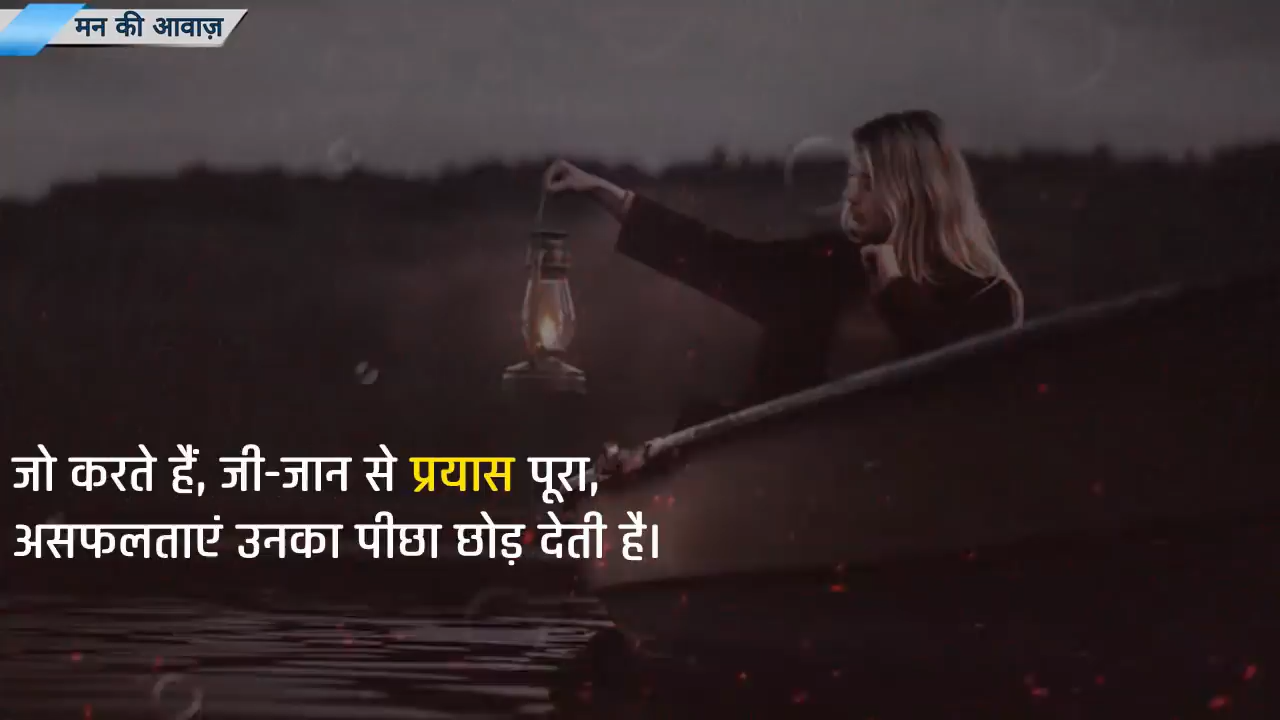 मन की आवाज़
जो करते हैं, जी-जान से प्रयास पूरा,
असफलताएं उनका पीछा छोड़ देती है।